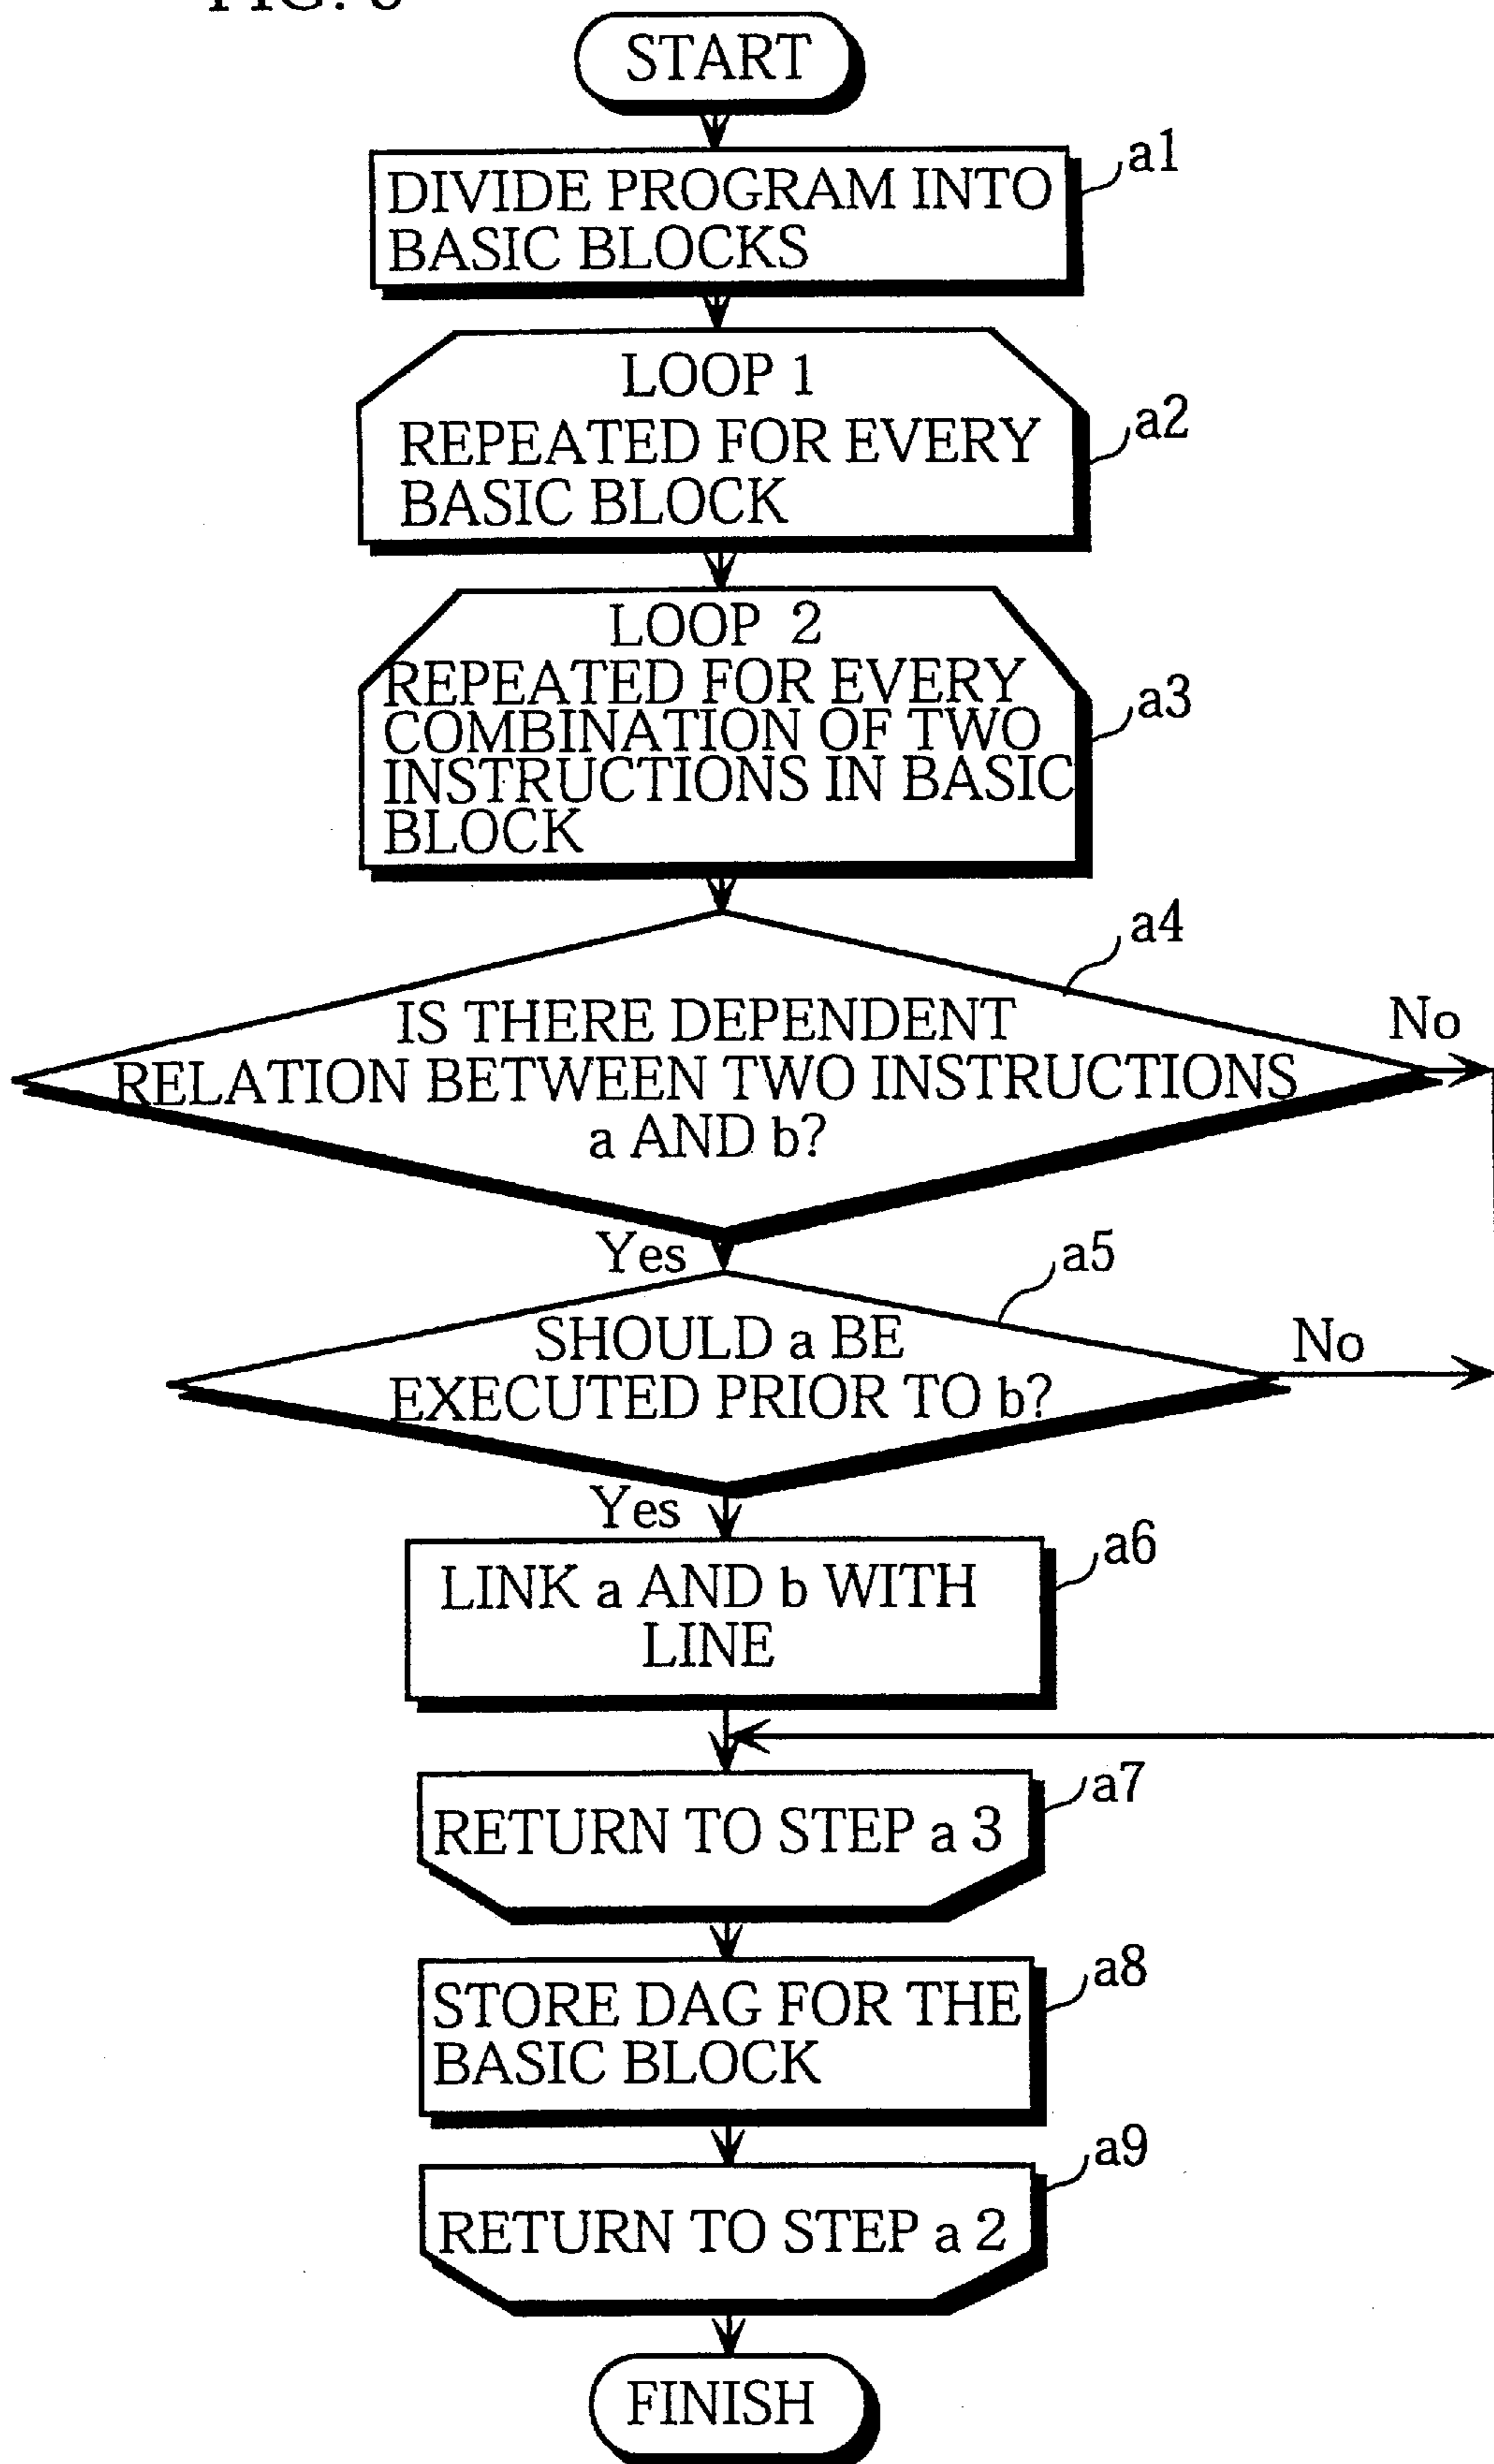 START
a1
DIVIDE PROGRAM INTO
BASIC BLOCKS
LOOP 1
REPEATED FOR EVERY
BASIC BLOCK
a2
LOOP 2
REPEATED FOR EVERY
COMBINATION OF TWO
INSTRUCTIONS IN BASIC
BLOCK
a3
a4
IS THERE DEPENDENT
RELATION BETWEEN TWO INSTRUCTIONS
a AND b?
No
Yes
a5
SHOULD a BE
EXECUTED PRIOR TO b?
No
Yes
a6
LINK a AND b WITH
LINE
a7
RETURN TO STEP a 3
a8
STORE DAG FOR THE
BASIC BLOCK
a9
RETURN TO STEP a 2
FINISH